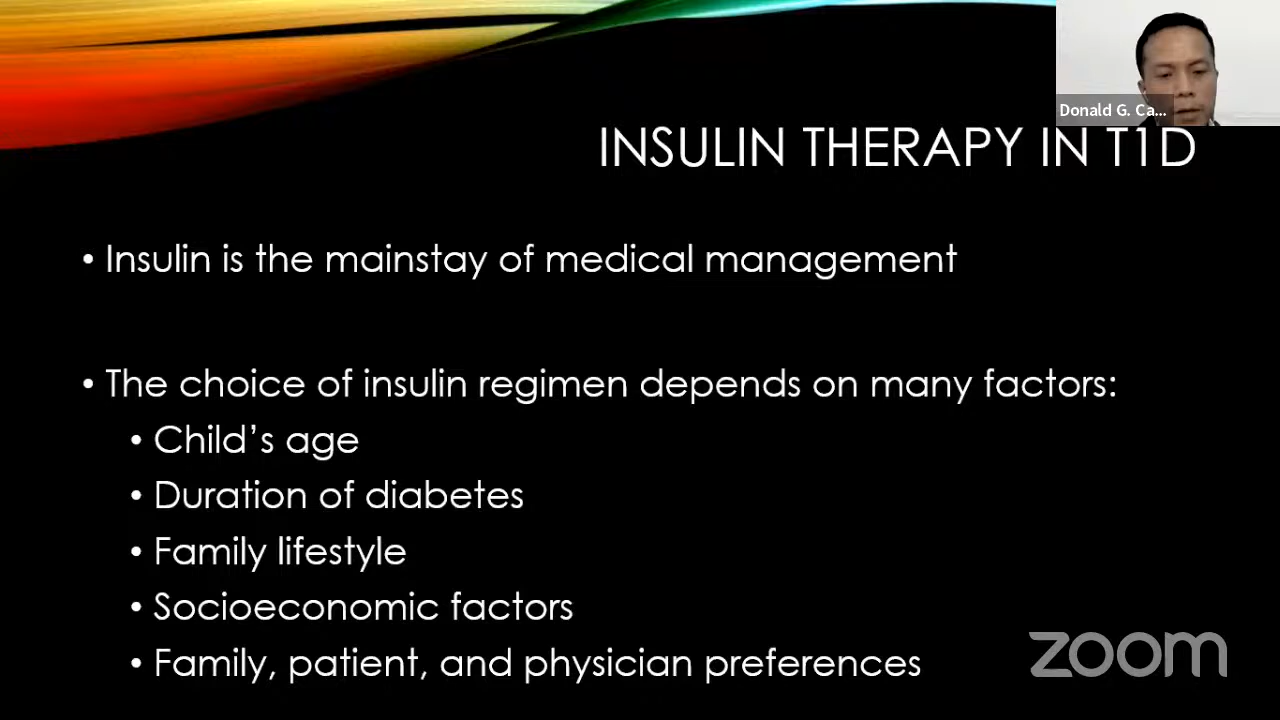 Donald G. Ca...
INSULIN THERAPY IN T1D
• Insulin is the mainstay of medical management
• The choice of insulin regimen depends on many factors:
• Child’s age
• Duration of diabetes
• Family lifestyle
• Socioeconomic factors
• Family, patient, and physician preferences
zoom